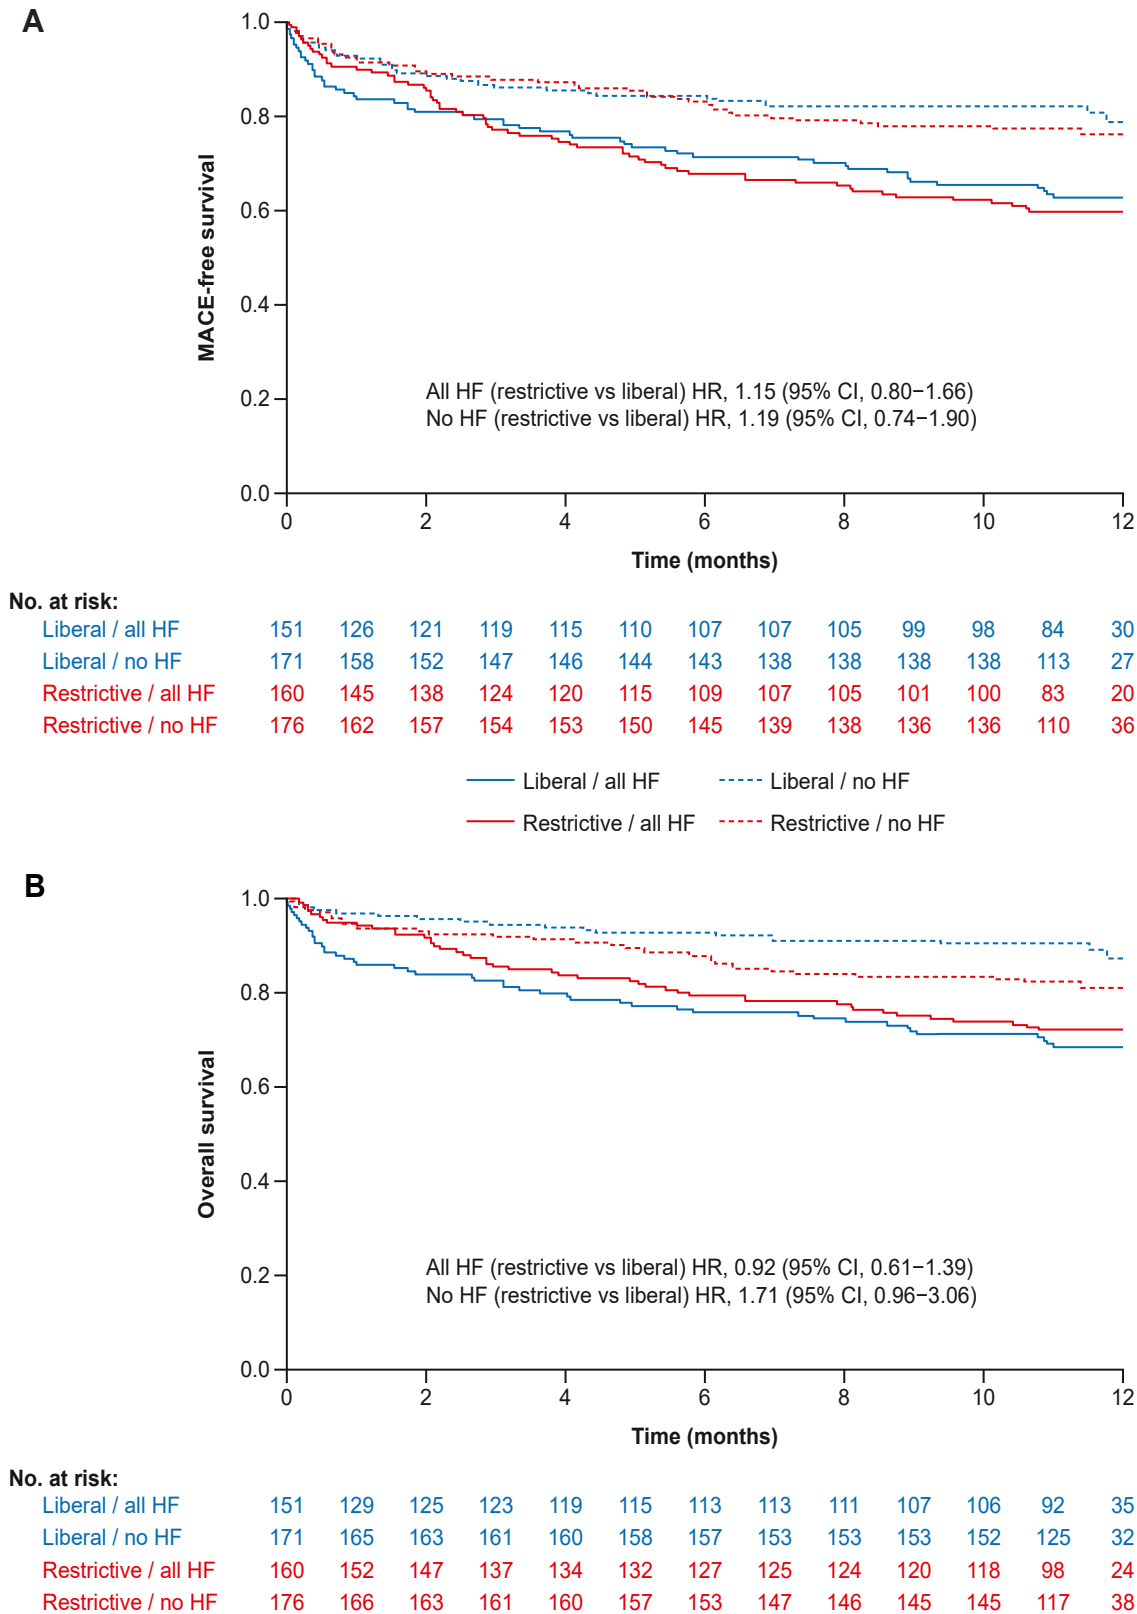 A
1.0
0.8
0.6
0.4
0.2
0.0
MACE-free survival
All HF (restrictive vs liberal) HR, 1.15 (95% CI, 0.80–1.66)
No HF (restrictive vs liberal) HR, 1.19 (95% CI, 0.74–1.90)
0 2 4 6 8 10 12
Time (months)
No. at risk:
Liberal / all HF 151 126 121 119 115 110 107 107 105 99 98 84 30
Liberal / no HF 171 158 152 147 146 144 143 138 138 138 138 113 27
Restrictive / all HF 160 145 138 124 120 115 109 107 105 101 100 83 20
Restrictive / no HF 176 162 157 154 153 150 145 139 138 136 136 110 36
Liberal / all HF Liberal / no HF
Restrictive / all HF Restrictive / no HF
B
1.0
0.8
0.6
0.4
0.2
0.0
Overall survival
All HF (restrictive vs liberal) HR, 0.92 (95% CI, 0.61–1.39)
No HF (restrictive vs liberal) HR, 1.71 (95% CI, 0.96–3.06)
0 2 4 6 8 10 12
Time (months)
No. at risk:
Liberal / all HF 151 129 125 123 119 115 113 113 111 107 106 92 35
Liberal / no HF 171 165 163 161 160 158 157 153 153 153 152 125 32
Restrictive / all HF 160 152 147 137 134 132 127 125 124 120 118 98 24
Restrictive / no HF 176 166 163 161 160 157 153 147 146 145 145 117 38